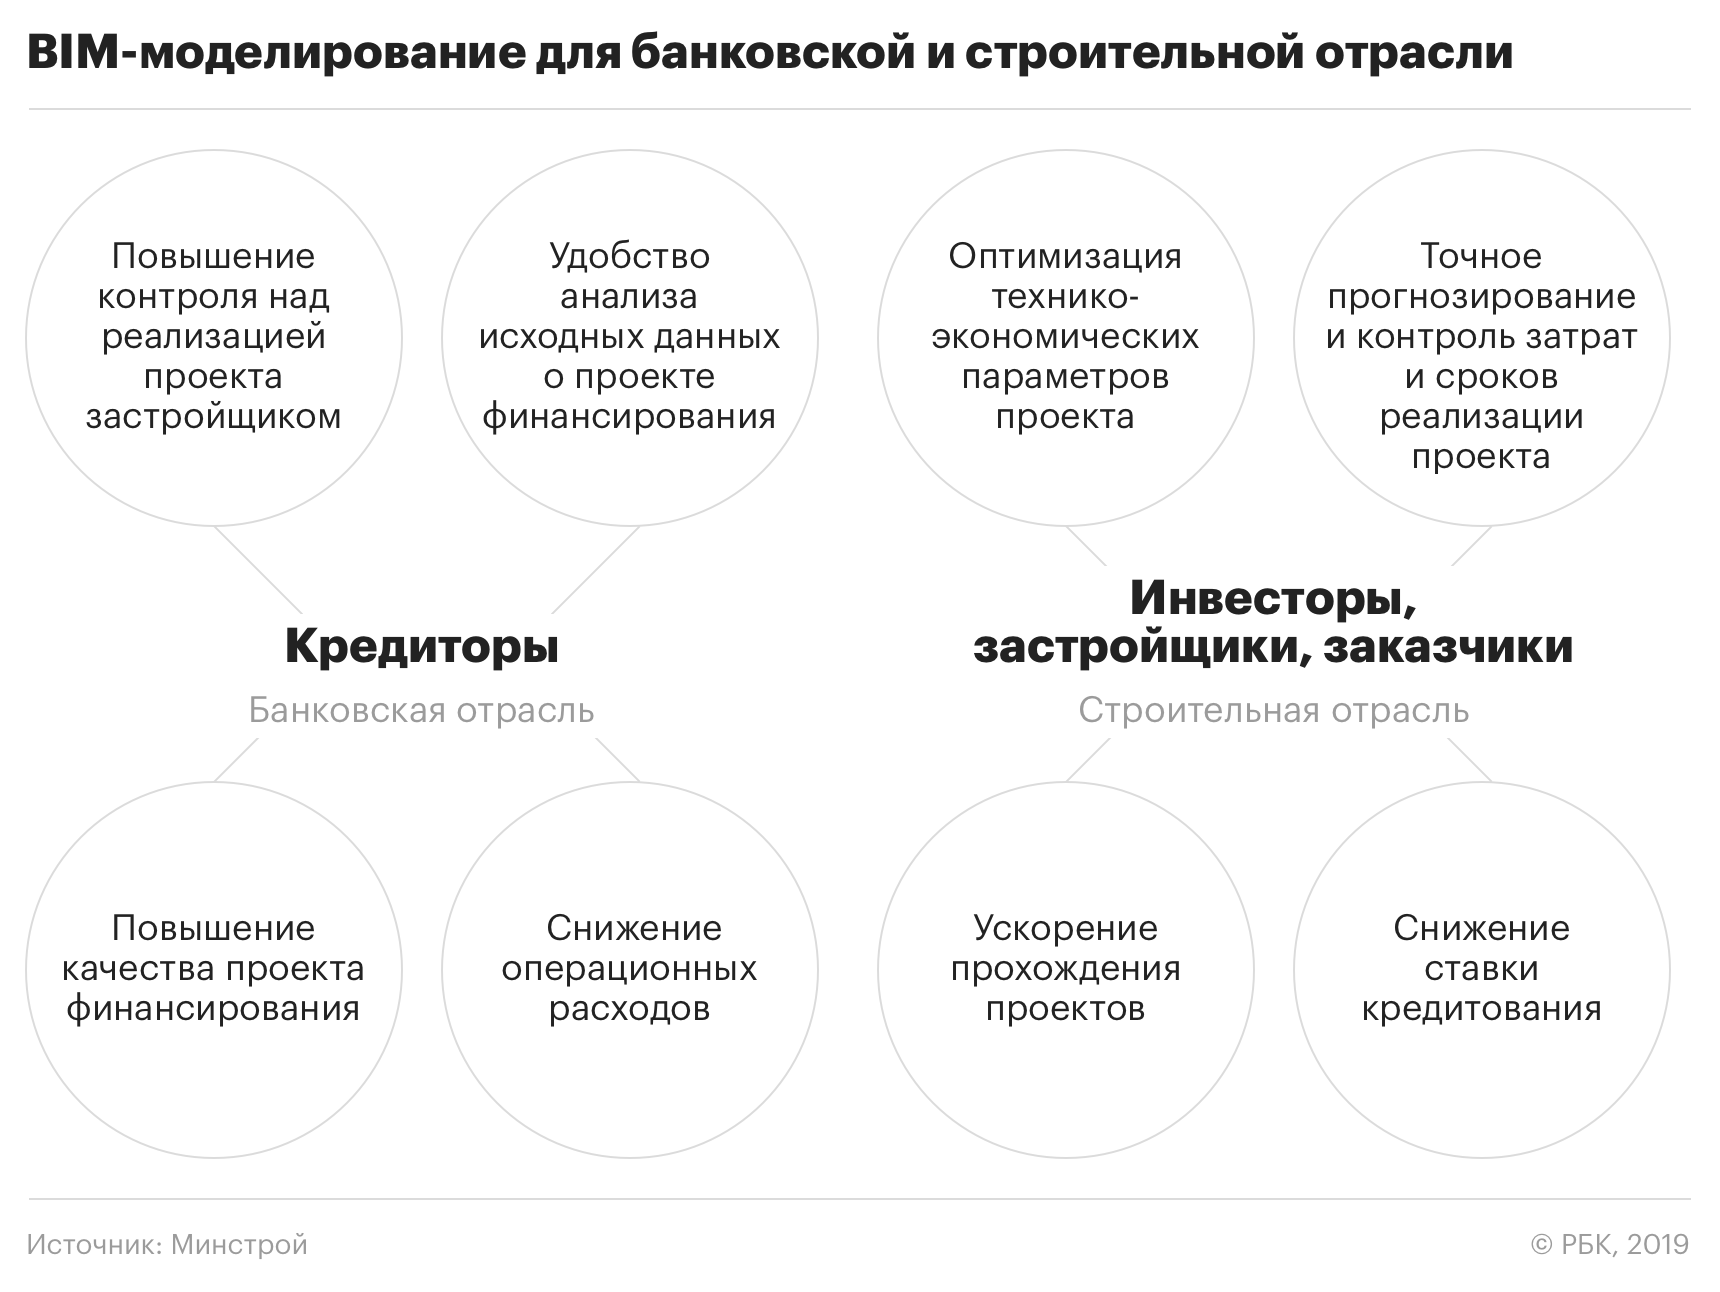 BIM-моделирование для банковской и строительной отрасли
Повышение
контроля над
реализацией
проекта
застройщиком
Удобство
анализа
исходных данных
о проекте
финансирования
Оптимизация
технико-
экономических
параметров
проекта
Точное
прогнозирование
и контроль затрат
и сроков
реализации
проекта
Кредиторы
Банковская отрасль
Инвесторы,
застройщики, заказчики
Строительная отрасль
Повышение
качества проекта
финансирования
Снижение
операционных
расходов
Ускорение
прохождения
проектов
Снижение
ставки
кредитования
Источник: Минстрой
© РБК, 2019